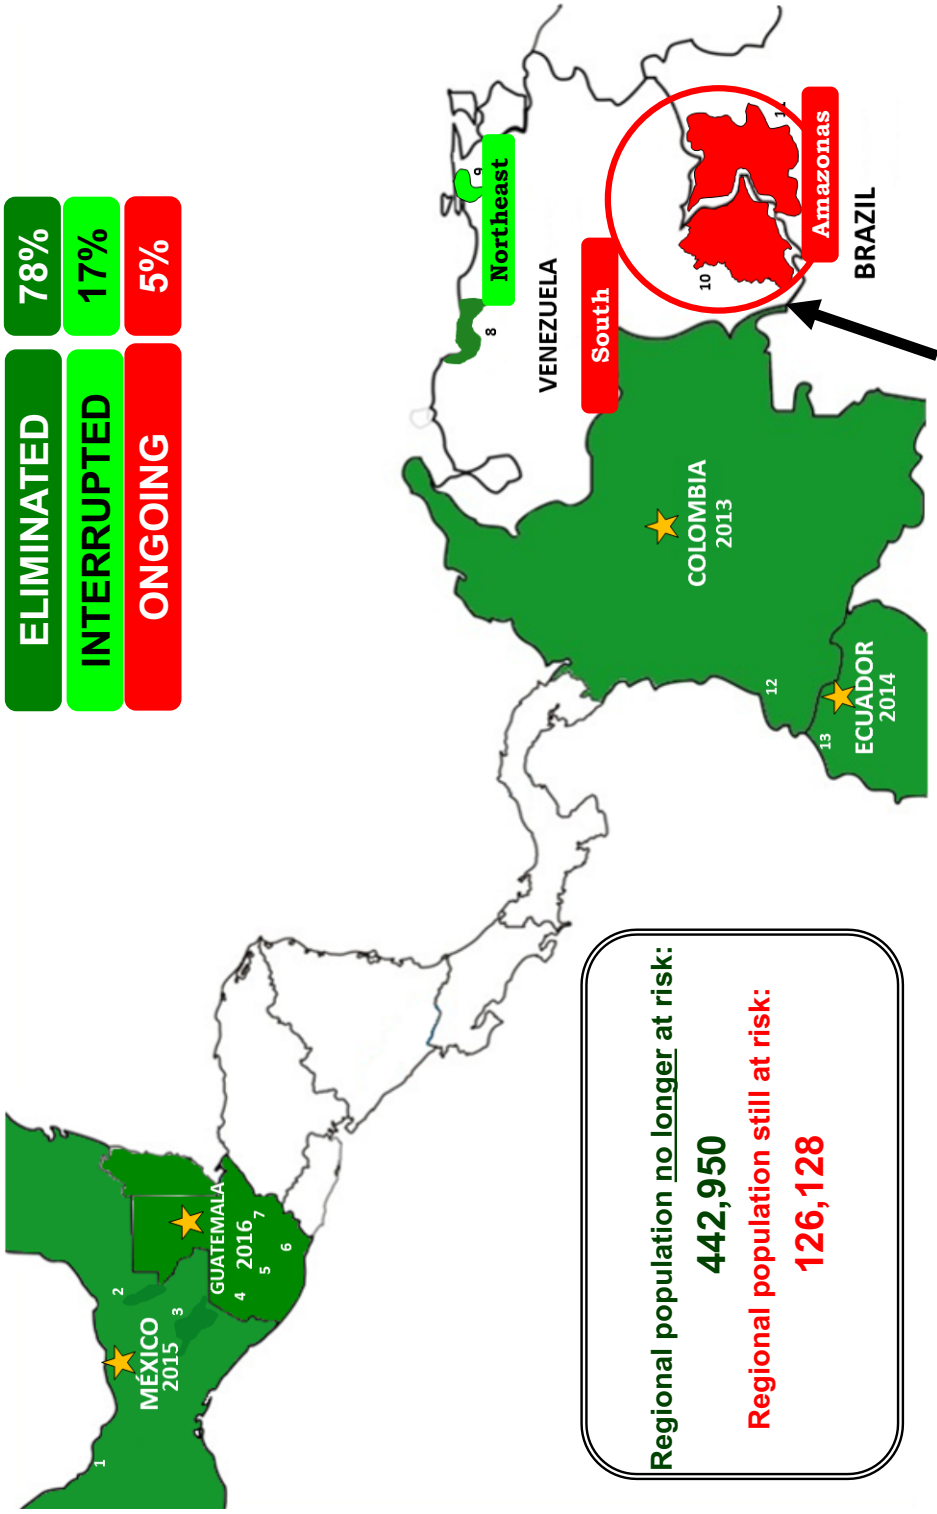 ELIMINATED 78%
INTERRUPTED 17%
ONGOING 5%
1
MÉXICO
2015
2
3
GUATEMALA
2016
4
5
6
7
8
9
Northeast
VENEZUELA
South
10
11
Amazonas
BRAZIL
COLOMBIA
2013
12
13
ECUADOR
2014
Regional population no longer at risk:
442,950
Regional population still at risk:
126,128